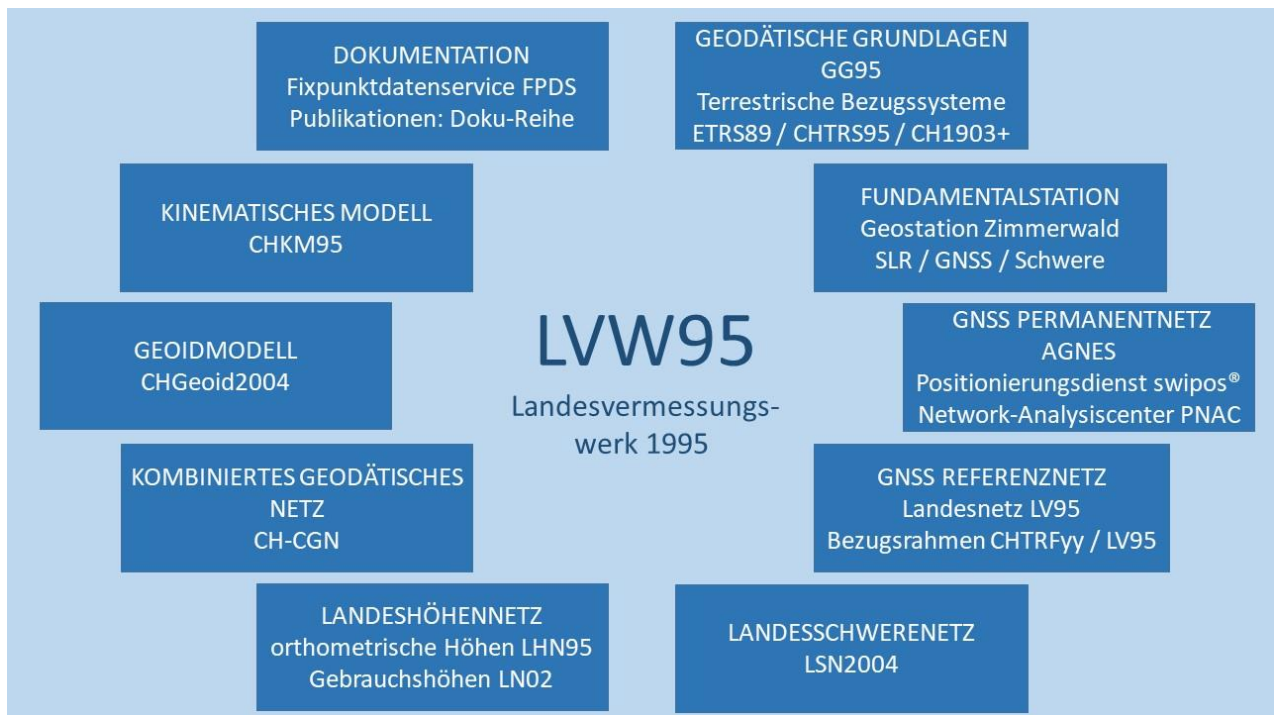 DOKUMENTATION
Fixpunktdatenservice FPDS
Publikationen: Doku-Reihe
GEODÄTISCHE GRUNDLAGEN
GG95
Terrestrische Bezugssysteme
ETRS89 / CHTRS95 / CH1903+
KINEMATISCHES MODELL
CHKM95
FUNDAMENTALSTATION
Geostation Zimmerwald
SLR / GNSS / Schwere
GEOIDMODELL
CHGeoid2004
LVW95
Landesvermessungs-
werk 1995
GNSS PERMANENTNETZ
AGNES
Positionierungsdienst swipos®
Network-Analysiscenter PNAC
KOMBINIERTES GEODÄTISCHES
NETZ
CH-CGN
GNSS REFERENZNETZ
Landesnetz LV95
Bezugsrahmen CHTRFyy / LV95
LANDESHÖHENNETZ
orthometrische Höhen LHN95
Gebrauchshöhen LN02
LANDESSCHWERENETZ
LSN2004